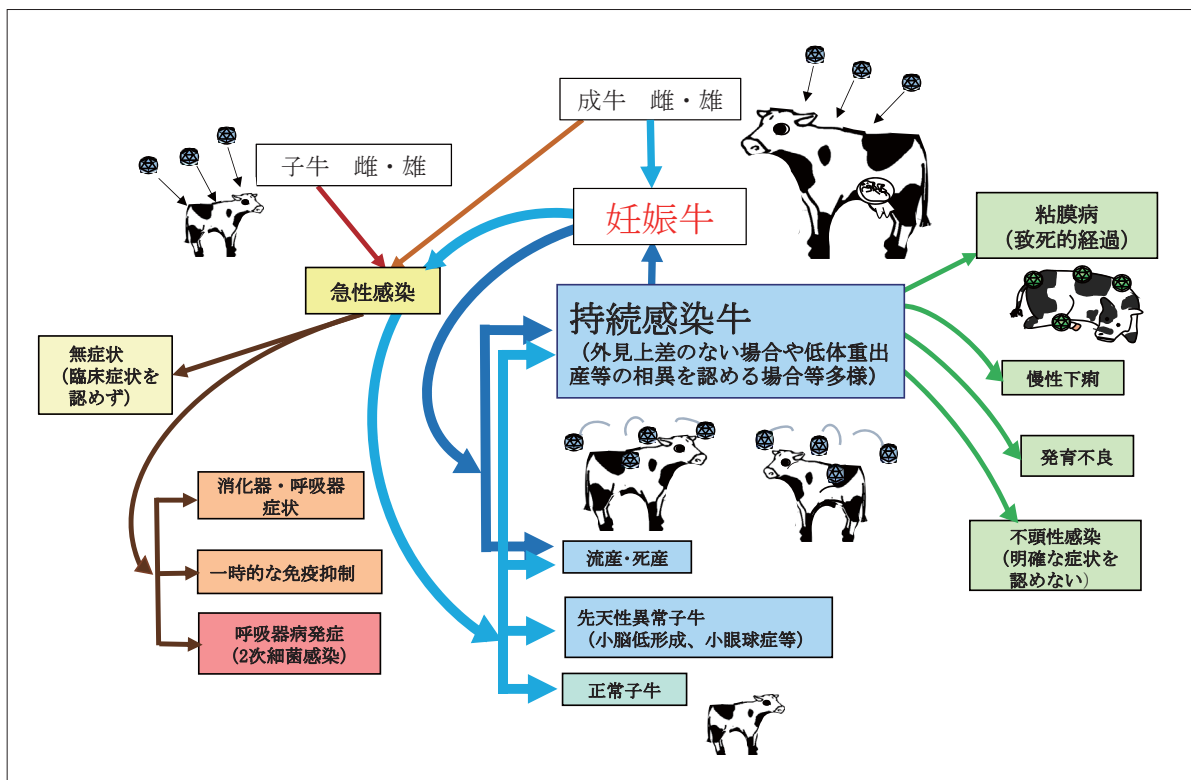 成牛 雌・雄
子牛 雌・雄
妊娠牛
粘膜病
(致死的経過)
急性感染
持続感染牛
(外見上差のない場合や低体重出
産等の相異を認める場合等多様)
無症状
(臨床症状を
認めず)
慢性下痢
発育不良
消化器・呼吸器
症状
不顕性感染
(明確な症状を
認めない)
流産・死産
一時的な免疫抑制
先天性異常子牛
(小脳低形成、小眼球症等)
呼吸器病発症
(2次細菌感染)
正常子牛